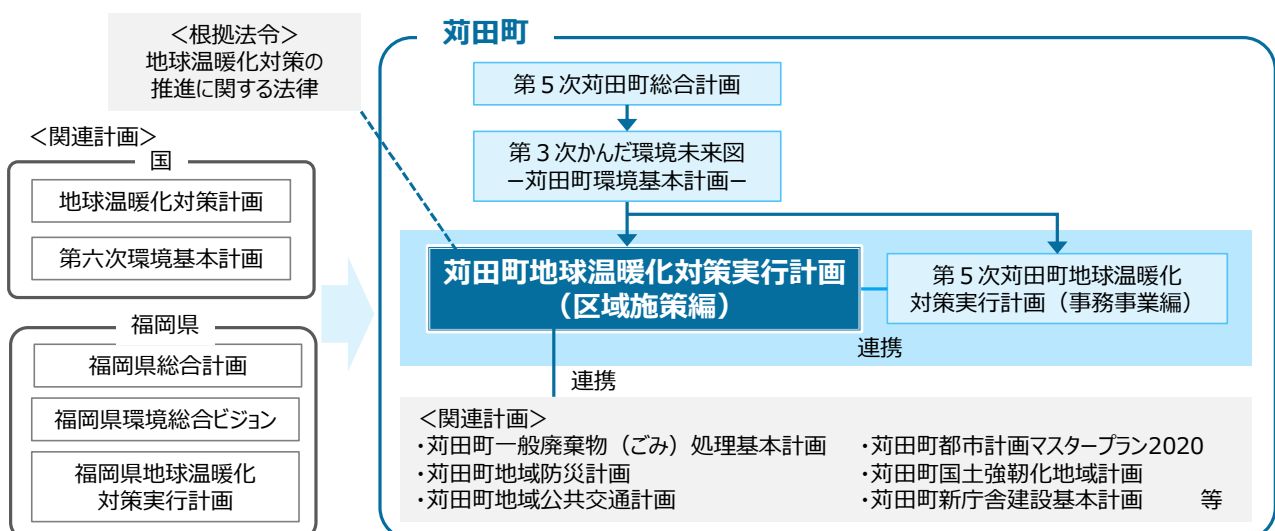 ＜根拠法令＞
地球温暖化対策の
推進に関する法律
＜関連計画＞
国
地球温暖化対策計画
第六次環境基本計画
福岡県
福岡県総合計画
福岡県環境総合ビジョン
福岡県地球温暖化
対策実行計画
苅田町
第５次苅田町総合計画
第３次かんだ環境未来図
－苅田町環境基本計画－
苅田町地球温暖化対策実行計画
（区域施策編）
第５次苅田町地球温暖化
対策実行計画（事務事業編）
連携
連携
＜関連計画＞
・苅田町一般廃棄物（ごみ）処理基本計画
・苅田町地域防災計画
・苅田町地域公共交通計画
・苅田町都市計画マスタープラン2020
・苅田町国土強靭化地域計画
・苅田町新庁舎建設基本計画　等